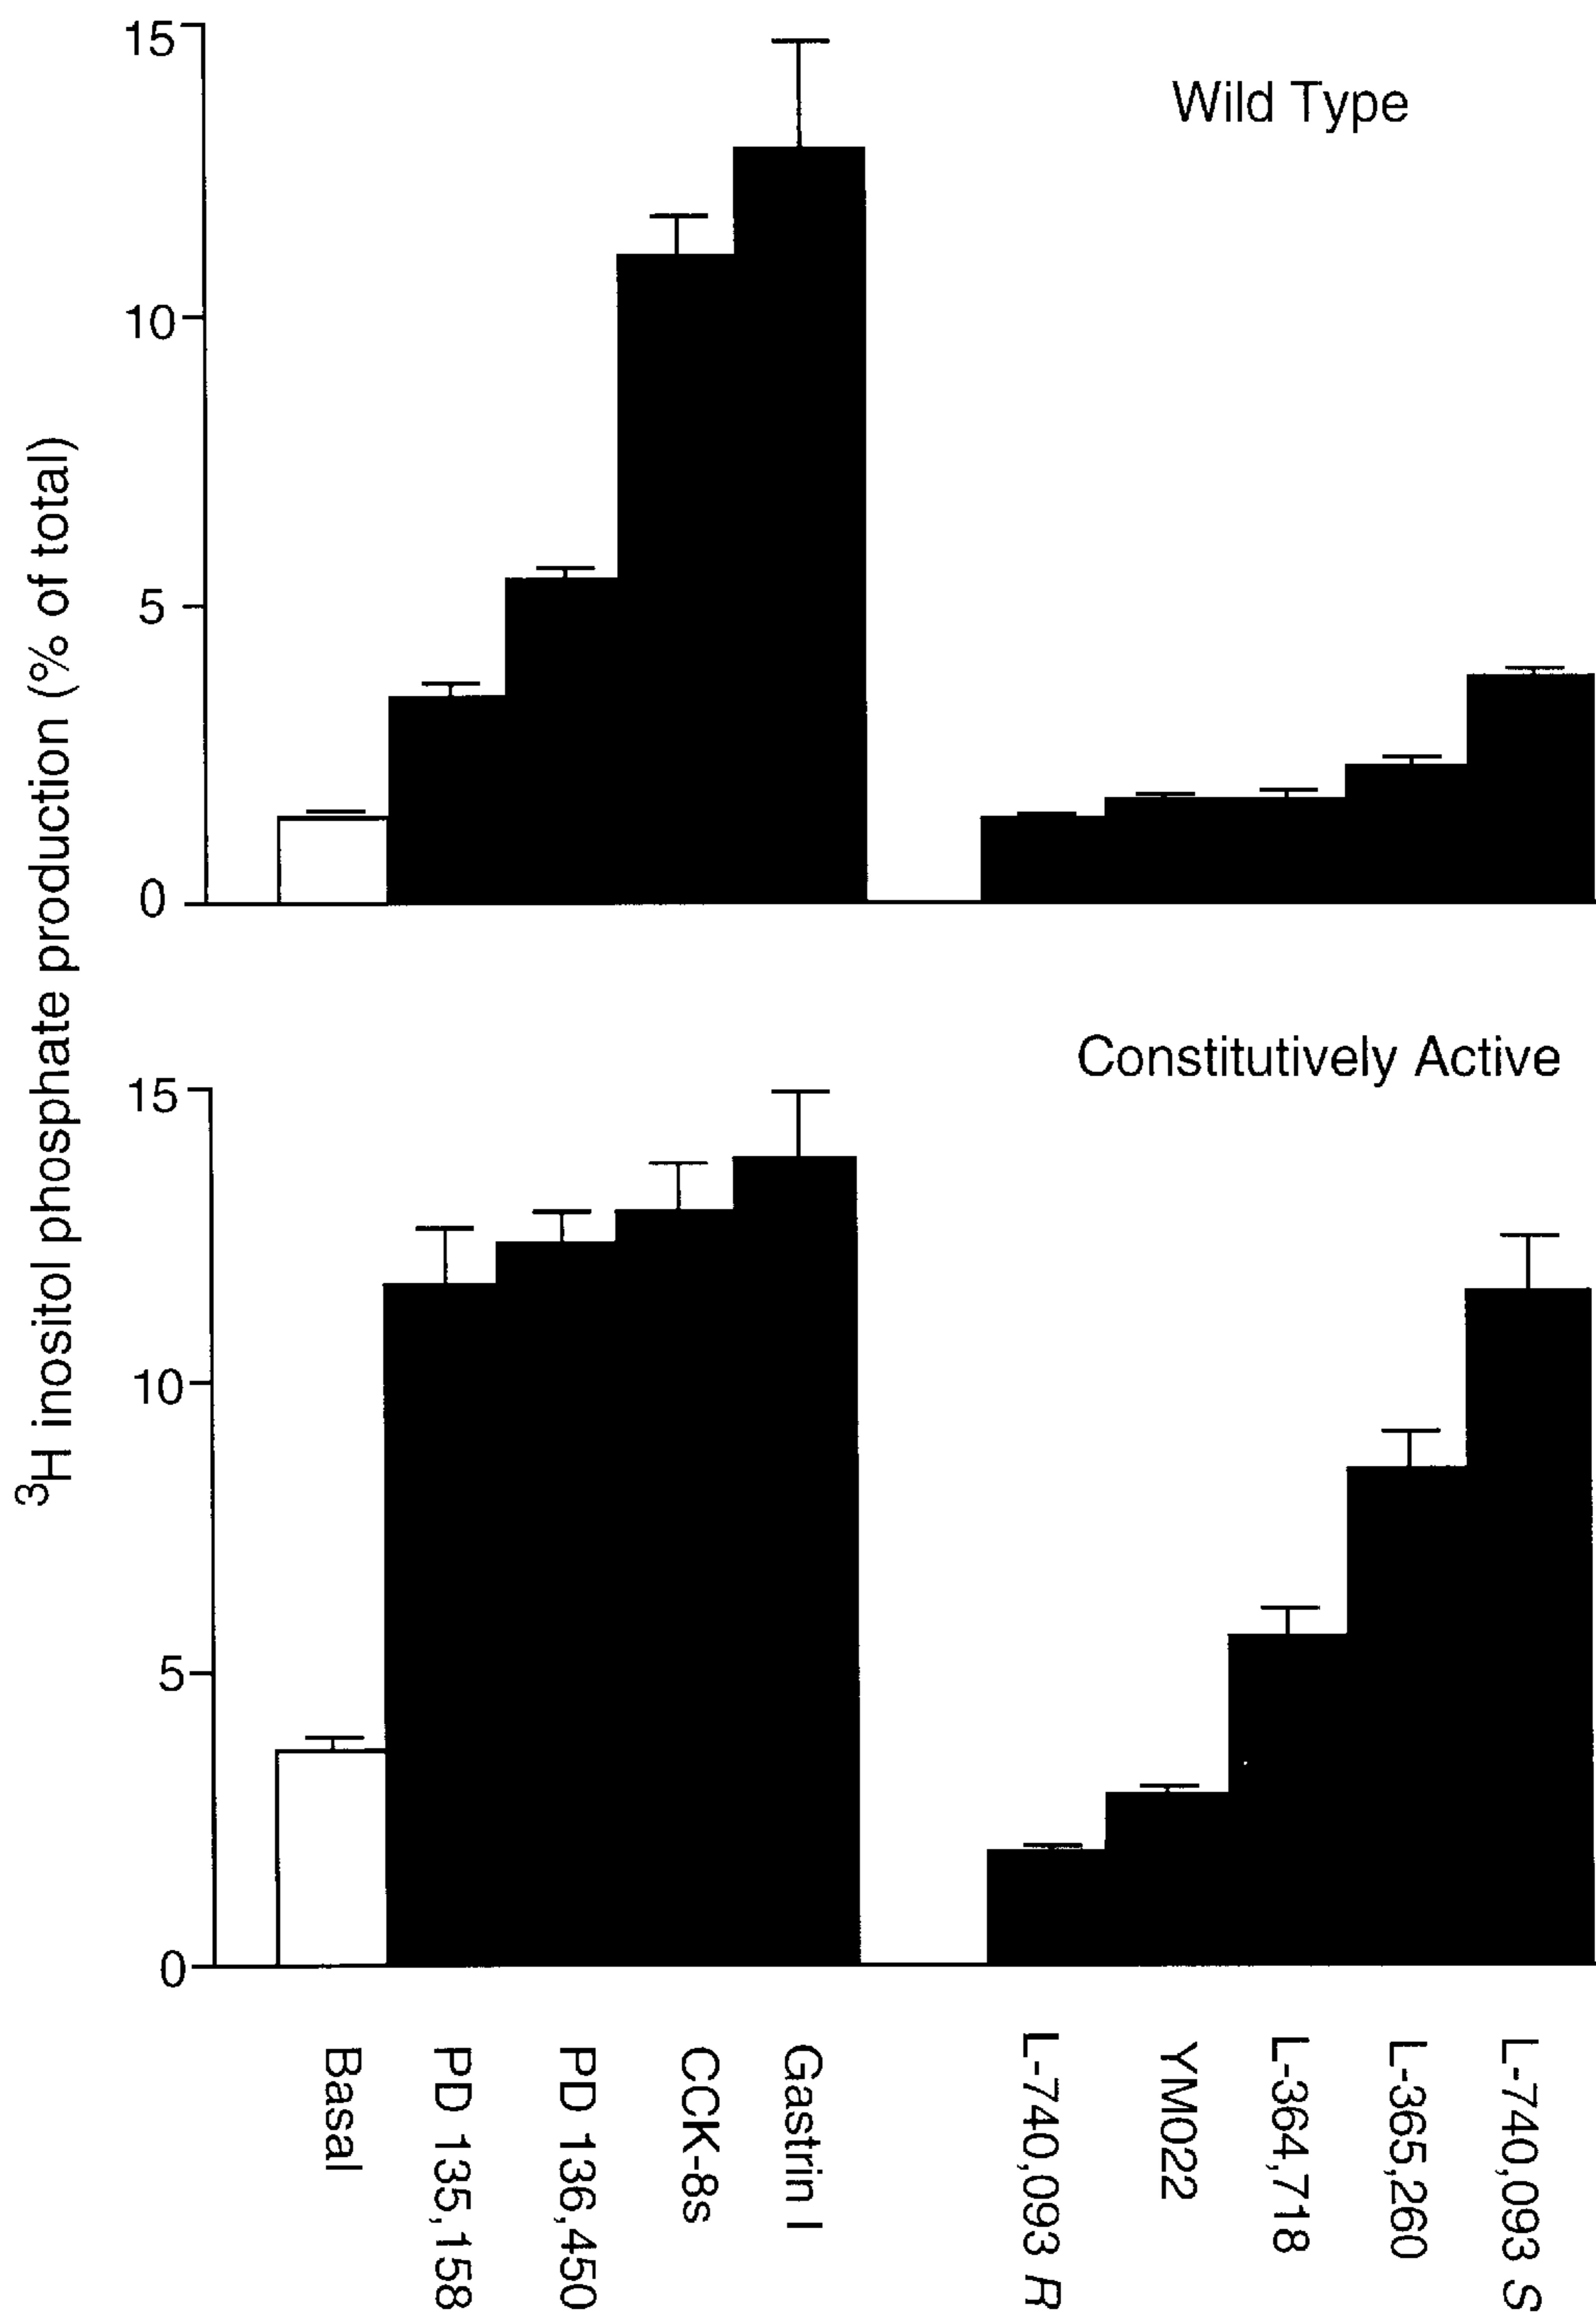 ³H inositol phosphate production (% of total)
Wild Type
15
10
5
0
Constitutively Active
15
10
5
0
Basal
PD 135,158
PD 136,450
CCK-8s
Gastrin I
L-740,093 R
YM022
L-364,718
L-365,260
L-740,093 S